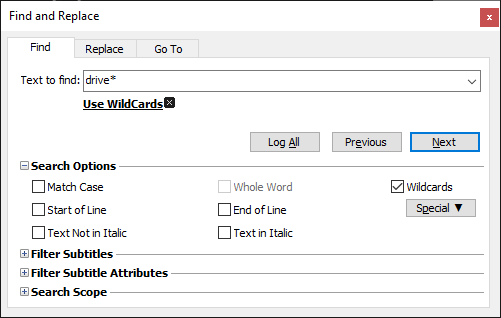 Find and Replace
Find Replace Go To
Text to find: drive*
Use WildCards
Log All Previous Next
Search Options
Match Case Whole Word Wildcards
Start of Line End of Line Special ▼
Text Not in Italic Text in Italic
Filter Subtitles
Filter Subtitle Attributes
Search Scope